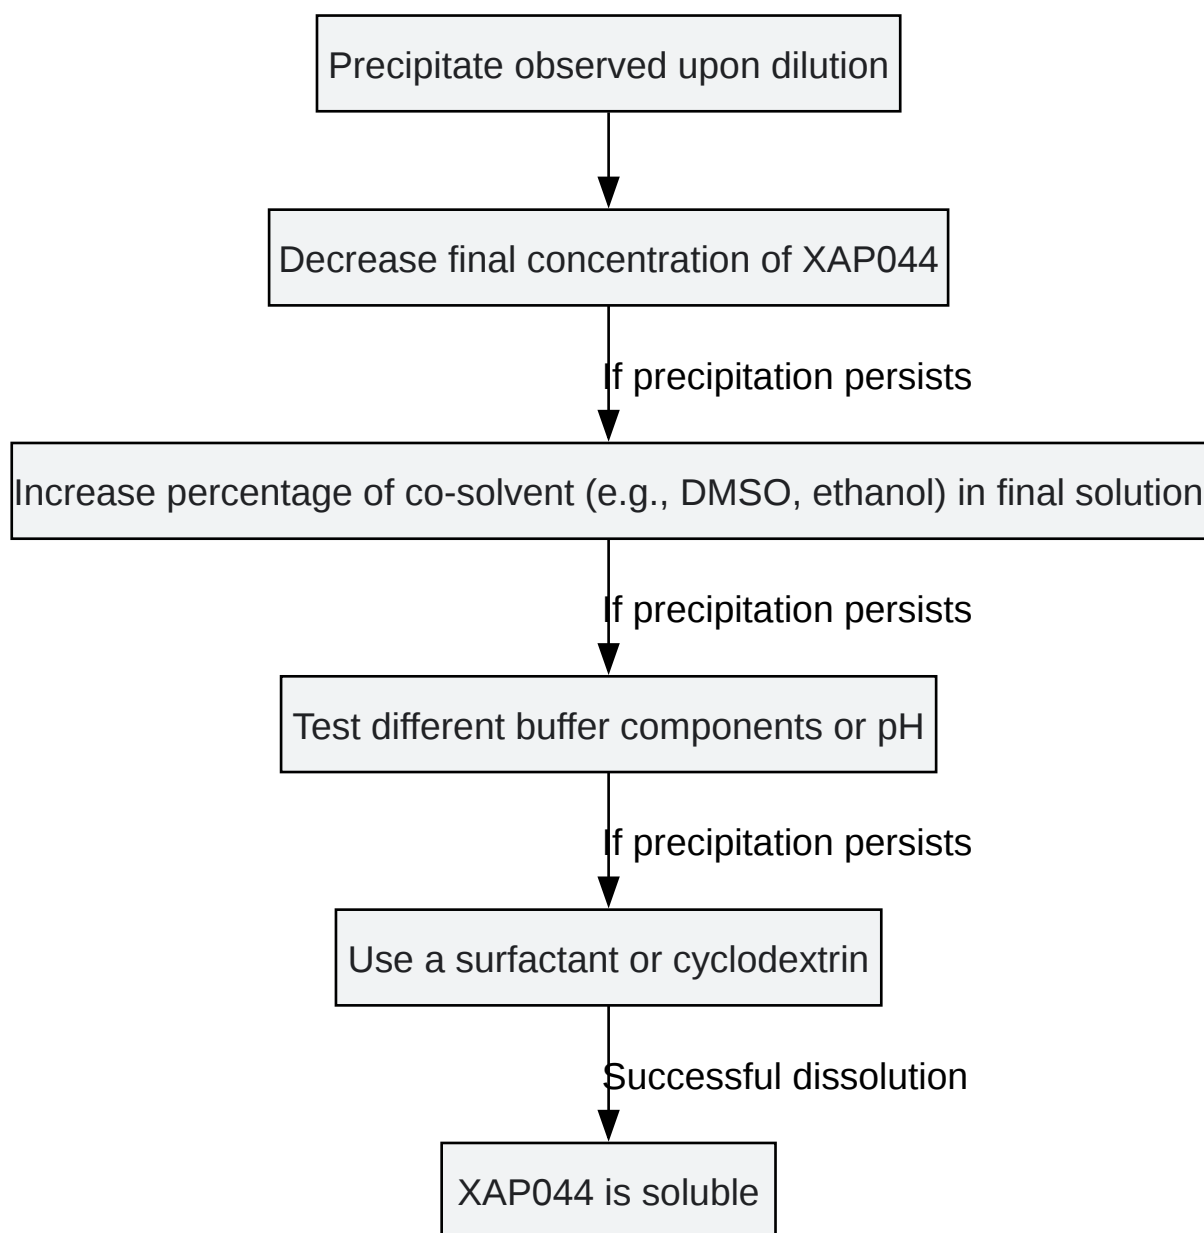 Precipitate observed upon dilution
Decrease final concentration of XAP044
If precipitation persists
Increase percentage of co-solvent (e.g., DMSO, ethanol) in final solution
If precipitation persists
Test different buffer components or pH
If precipitation persists
Use a surfactant or cyclodextrin
Successful dissolution
XAP044 is soluble